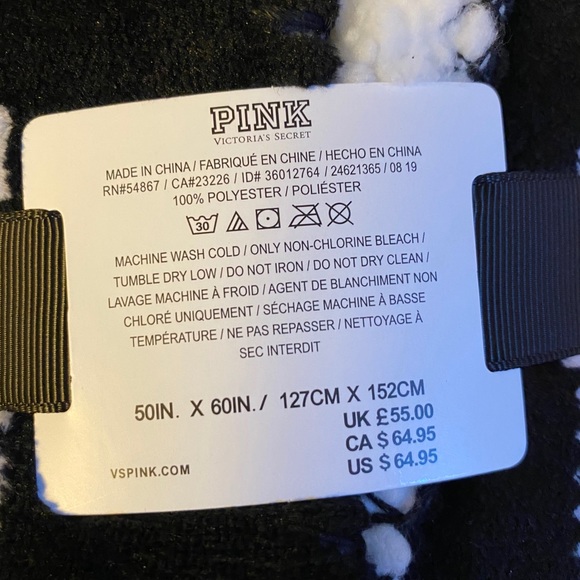 PINK
VICTORIA'S SECRET
MADE IN CHINA / FABRIQUÉ EN CHINE / HECHO EN CHINA
RN#54867 / CA#23226 / ID# 36012764 / 24621365 / 08 19
100% POLYESTER / POLIÉSTER
30
MACHINE WASH COLD / ONLY NON-CHLORINE BLEACH /
TUMBLE DRY LOW / DO NOT IRON / DO NOT DRY CLEAN /
LAVAGE MACHINE À FROID / AGENT DE BLANCHIMENT NON
CHLORÉ UNIQUEMENT / SÉCHAGE MACHINE À BASSE
TEMPÉRATURE / NE PAS REPASSER / NETTOYAGE À
SEC INTERDIT
50IN. X 60IN. / 127CM X 152CM
UK £55.00
CA $64.95
VSPINK.COM US $64.95